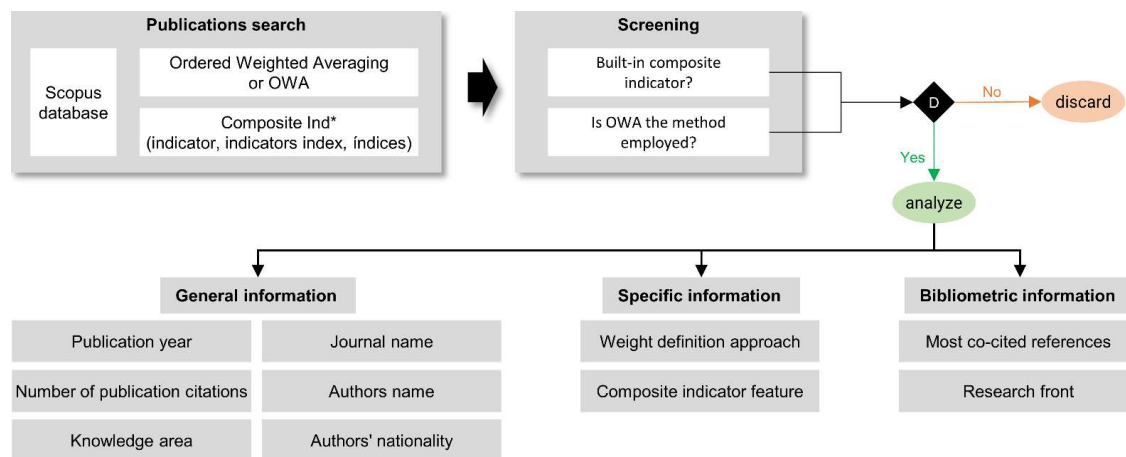 Publications search
Scopus
database
Ordered Weighted Averaging
or OWA
Composite Ind*
(indicator, indicators index, índices)
Screening
Built-in composite
indicator?
Is OWA the method
employed?
D
No
discard
Yes
analyze
General information
Publication year
Journal name
Number of publication citations
Authors name
Knowledge area
Authors' nationality
Specific information
Weight definition approach
Composite indicator feature
Bibliometric information
Most co-cited references
Research front